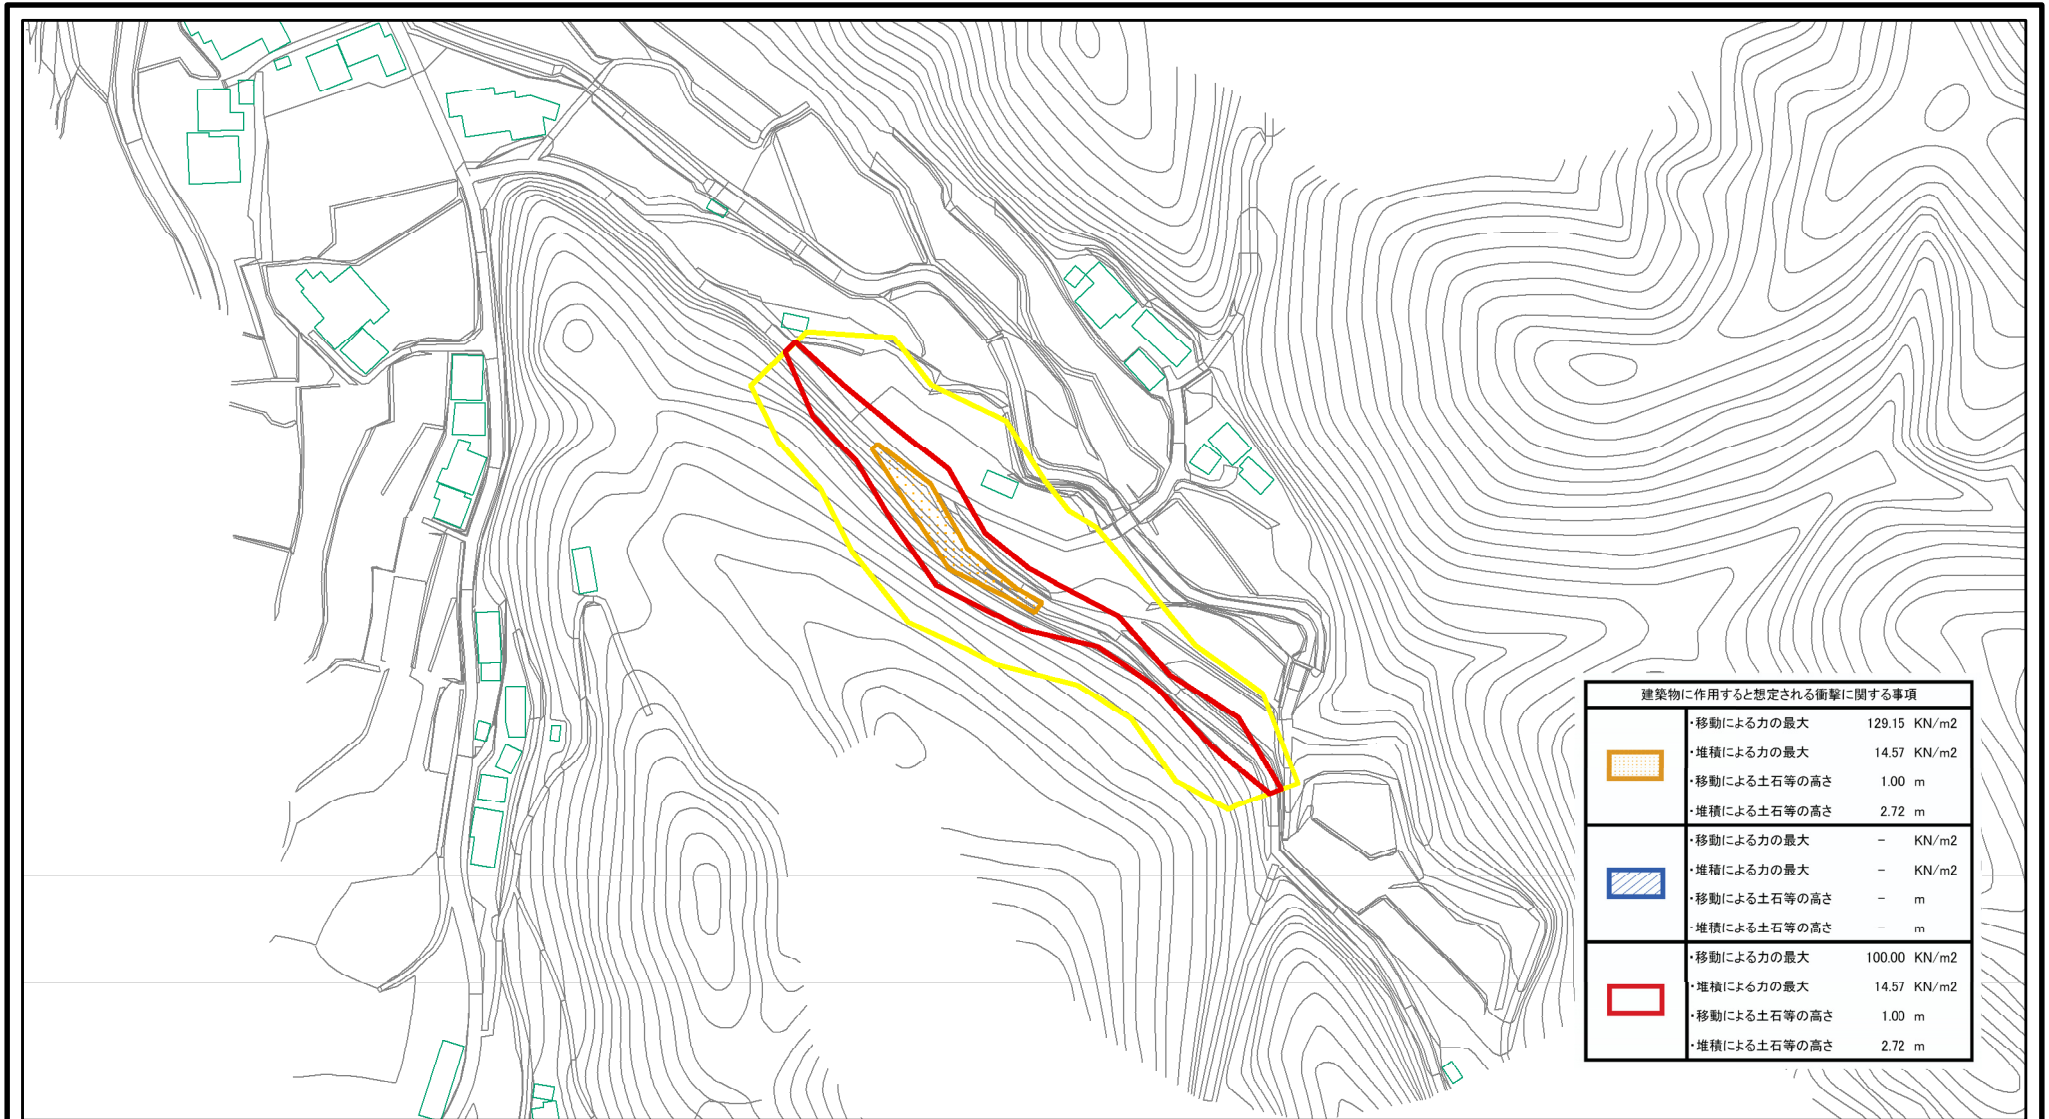 建築物に作用すると想定される衝撃に関する事項
・移動による力の最大 129.15 KN/m2
・堆積による力の最大 14.57 KN/m2
・移動による土石等の高さ 1.00 m
・堆積による土石等の高さ 2.72 m
・移動による力の最大 − KN/m2
・堆積による力の最大 − KN/m2
・移動による土石等の高さ − m
・堆積による土石等の高さ − m
・移動による力の最大 100.00 KN/m2
・堆積による力の最大 14.57 KN/m2
・移動による土石等の高さ 1.00 m
・堆積による土石等の高さ 2.72 m